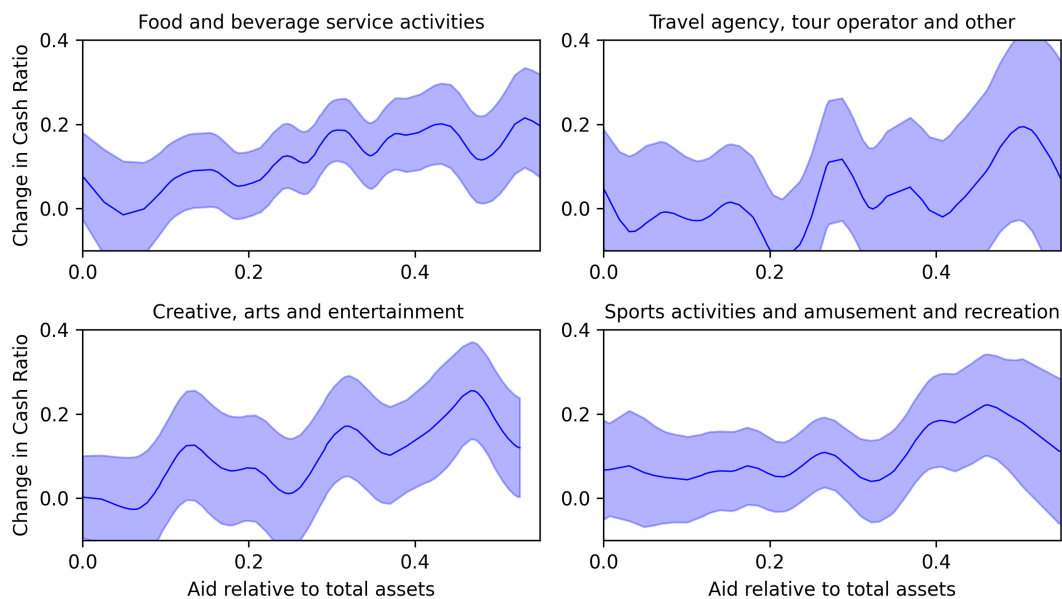 Food and beverage service activities
Travel agency, tour operator and other
Change in Cash Ratio
0.4
0.2
0.0
0.0 0.2 0.4
0.4
0.2
0.0
0.0 0.2 0.4
Creative, arts and entertainment
Sports activities and amusement and recreation
Change in Cash Ratio
0.4
0.2
0.0
0.0 0.2 0.4
Aid relative to total assets
0.4
0.2
0.0
0.0 0.2 0.4
Aid relative to total assets